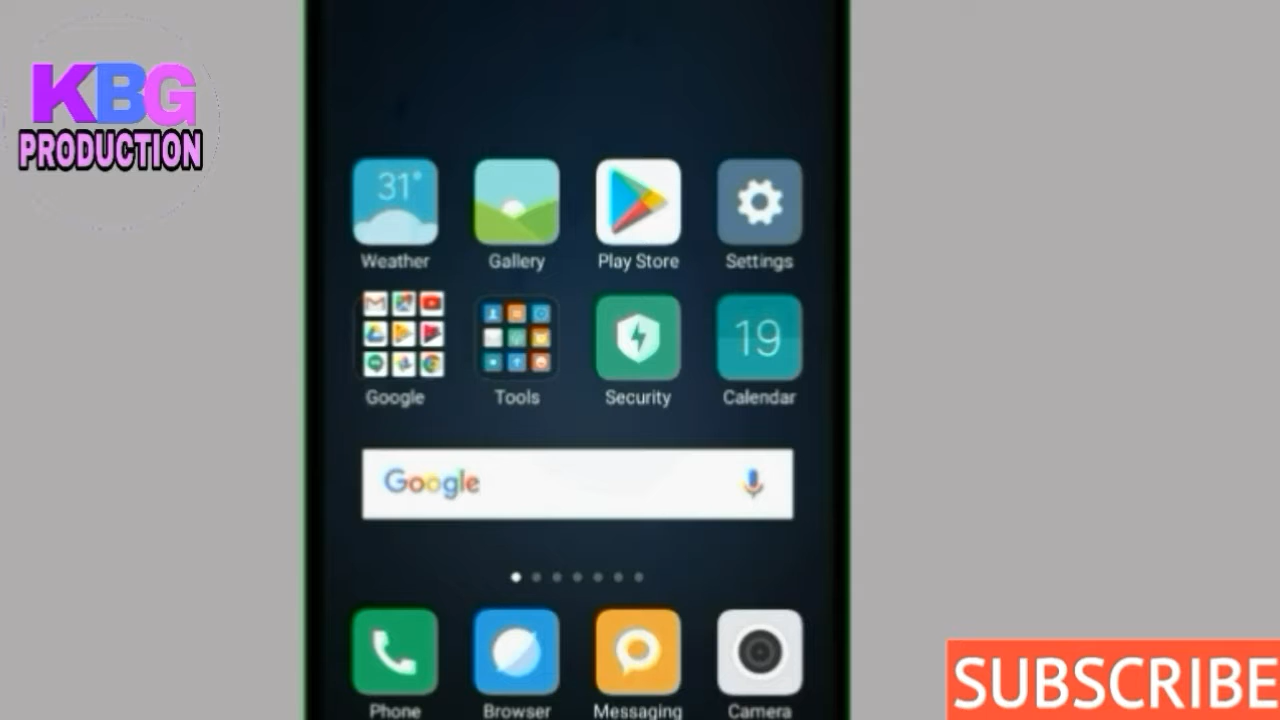 KBG
PRODUCTION
31°
Weather
Gallery
Play Store
Settings
19
Google
Tools
Security
Calendar
Google
Phone
Browser
Messaging
Camera
SUBSCRIBE